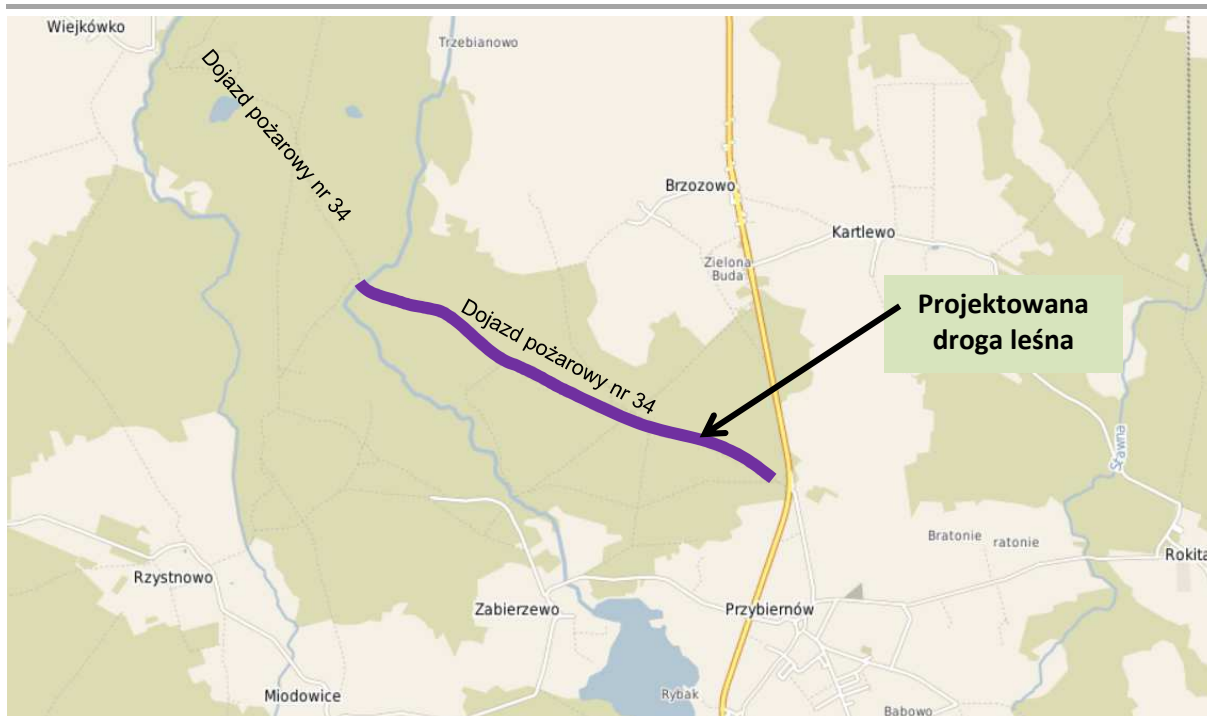 Wiejkówko
Trzebianowo
Dojazd pożarowy nr 34
Brzozowo
Kartlewo
Zielona
Buda
Projektowana
droga leśna
Dojazd pożarowy nr 34
Stawna
Bratonie
ratonie
Rokita
Rzystnowo
Zabierzewo
Przybiernów
Miodowice
Rybak
Babowo